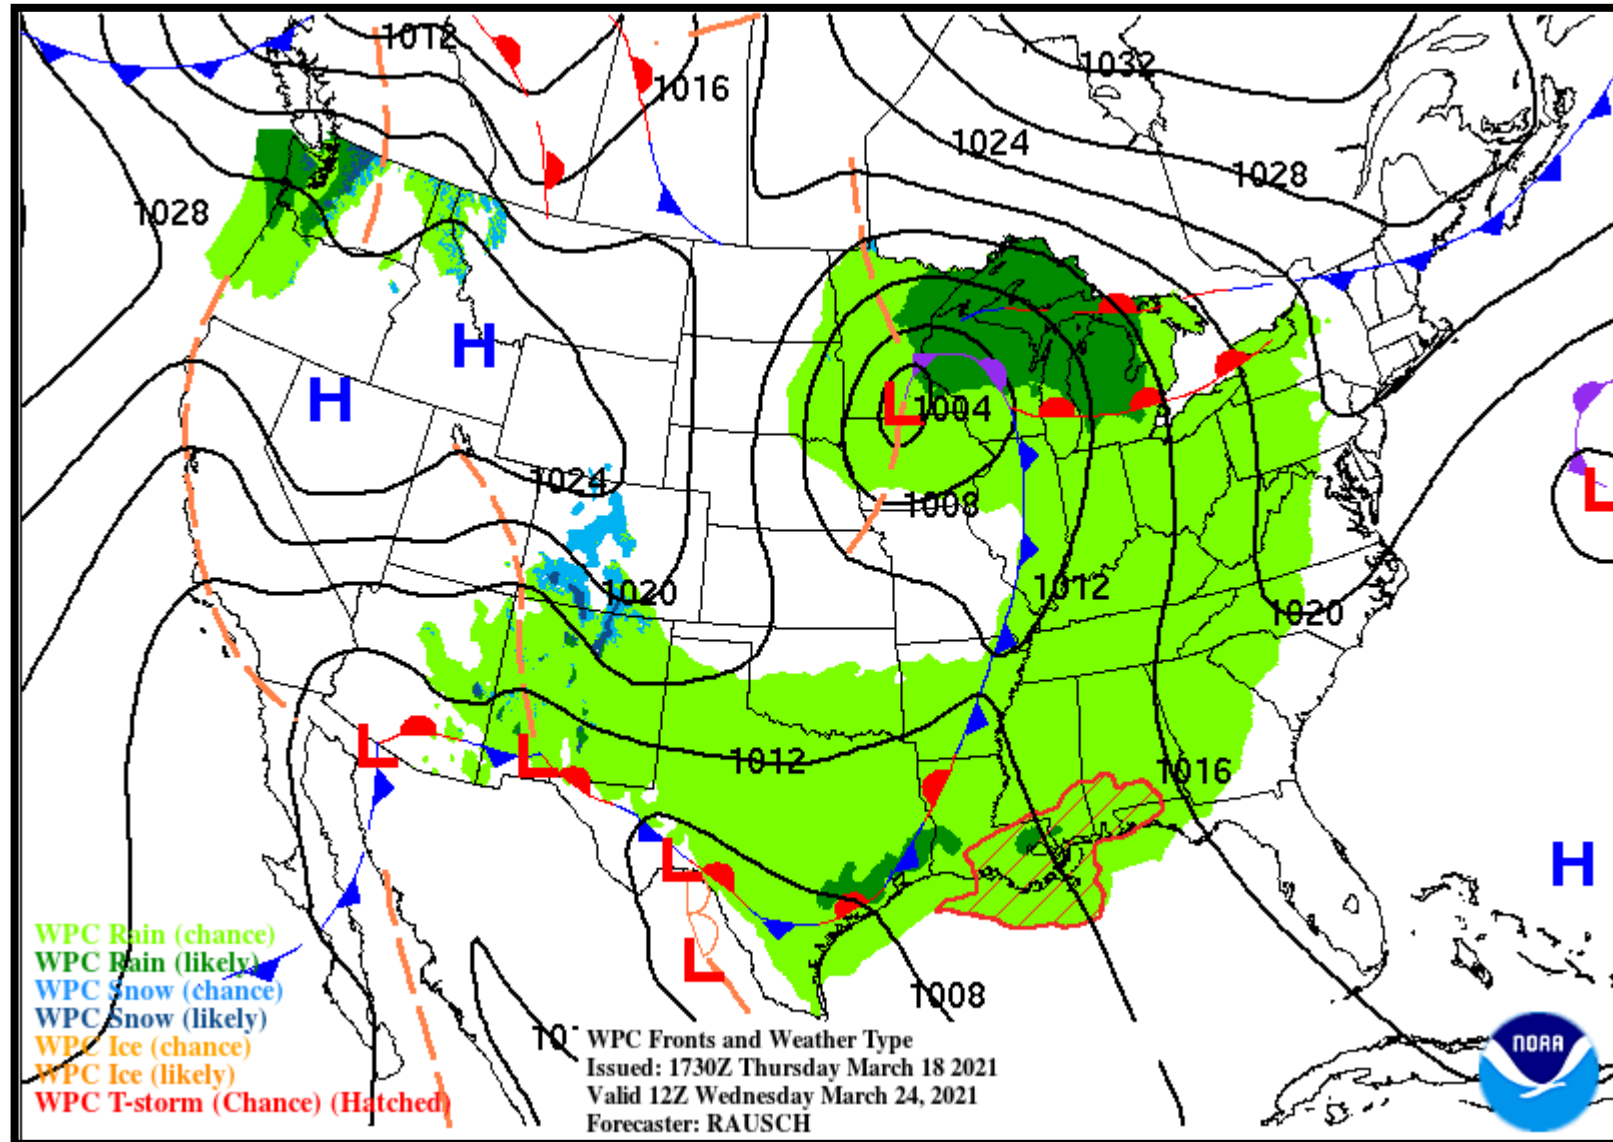 1012
1016
1032
1024
1028
1028
H
H
L
1004
1024
1008
L
1020
1012
1020
L
L
1012
1016
L
H
L
1008
10
WPC Rain (chance)
WPC Rain (likely)
WPC Snow (chance)
WPC Snow (likely)
WPC Ice (chance)
WPC Ice (likely)
WPC T-storm (Chance) (Hatched)
WPC Fronts and Weather Type
Issued: 1730Z Thursday March 18 2021
Valid 12Z Wednesday March 24, 2021
Forecaster: RAUSCH
NOAA